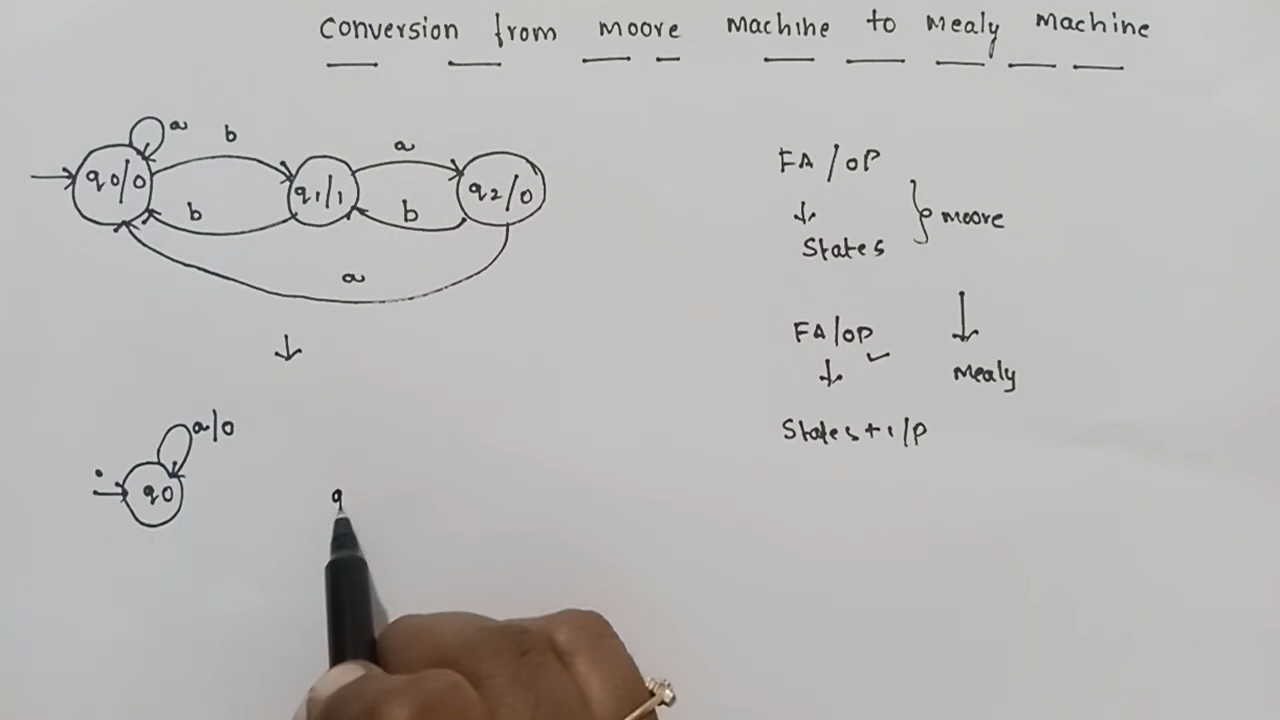 conversion from moore machine to mealy machine
a
b
a
q0/0
q1/1
q2/0
b
b
a
FA/OP
States
moore
FA/OP
Mealy
States+i/p
a/0
q0
q